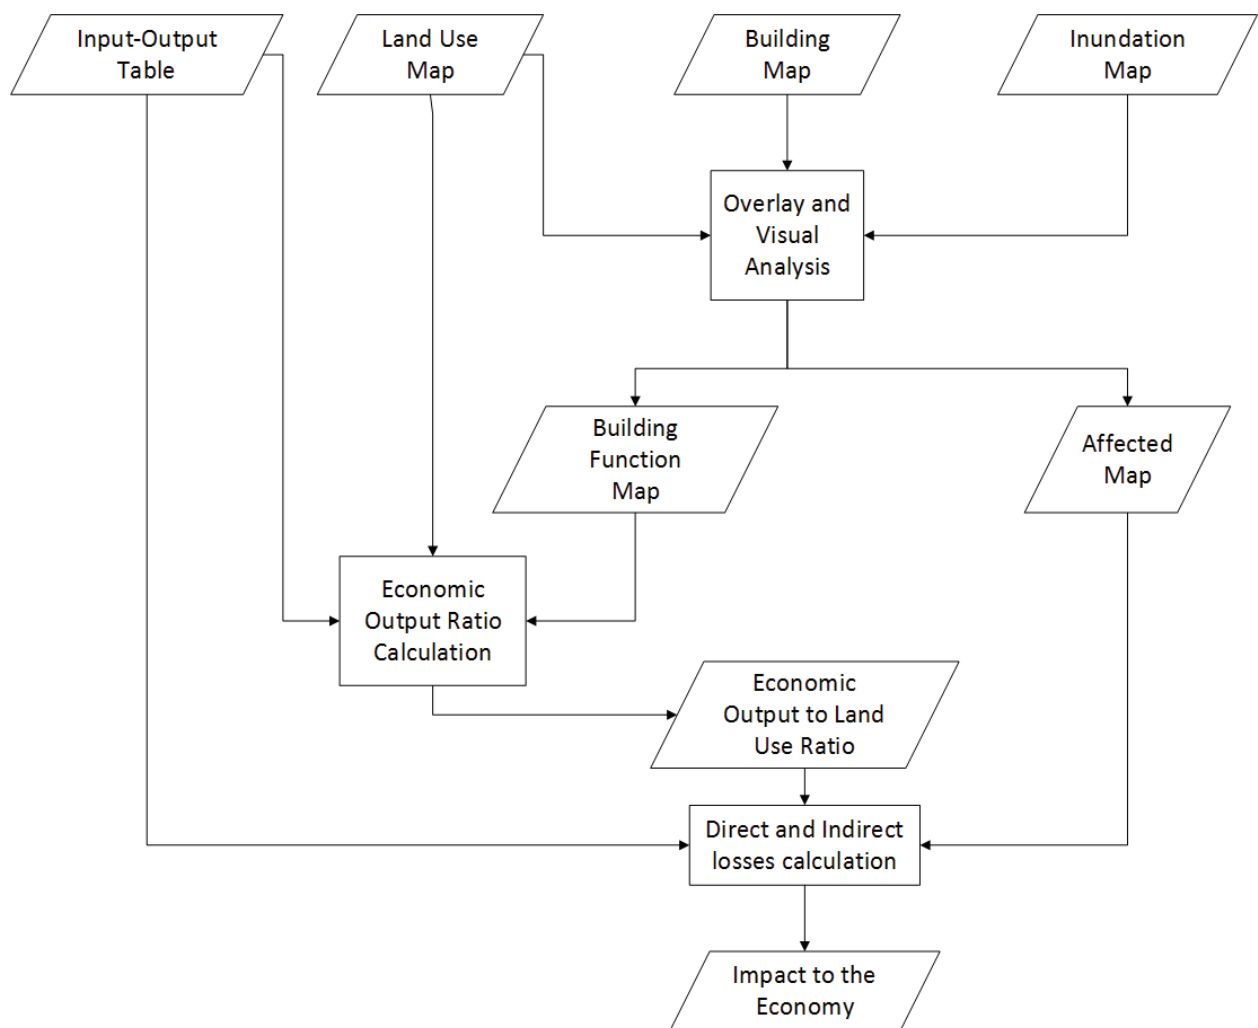 Input-Output
Table
Land Use
Map
Building
Map
Inundation
Map
Overlay and
Visual
Analysis
Building
Function
Map
Affected
Map
Economic
Output Ratio
Calculation
Economic
Output to Land
Use Ratio
Direct and Indirect
losses calculation
Impact to the
Economy